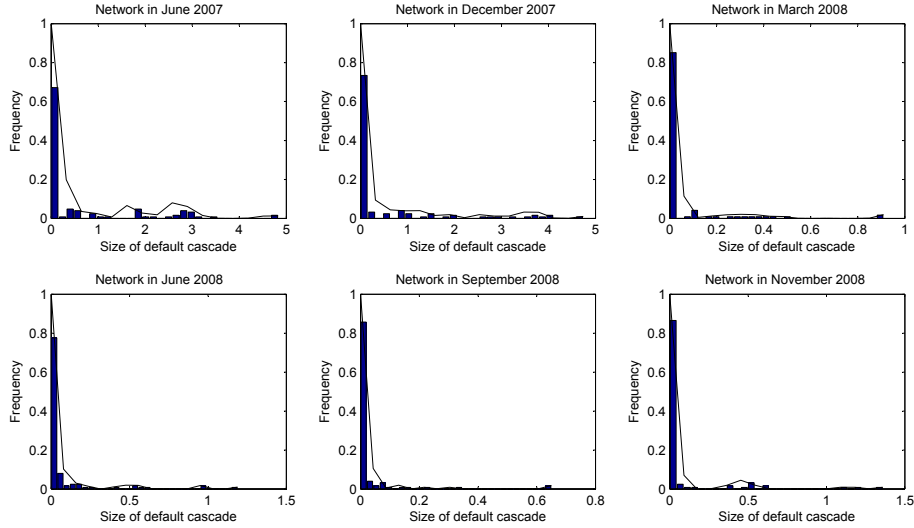 Network in June 2007
Frequency
1
0.8
0.6
0.4
0.2
0
0 1 2 3 4 5
Size of default cascade
Network in December 2007
Frequency
1
0.8
0.6
0.4
0.2
0
0 1 2 3 4 5
Size of default cascade
Network in March 2008
Frequency
1
0.8
0.6
0.4
0.2
0
0 0.2 0.4 0.6 0.8 1
Size of default cascade
Network in June 2008
Frequency
1
0.8
0.6
0.4
0.2
0
0 0.5 1 1.5
Size of default cascade
Network in September 2008
Frequency
1
0.8
0.6
0.4
0.2
0
0 0.2 0.4 0.6 0.8
Size of default cascade
Network in November 2008
Frequency
1
0.8
0.6
0.4
0.2
0
0 0.5 1 1.5
Size of default cascade